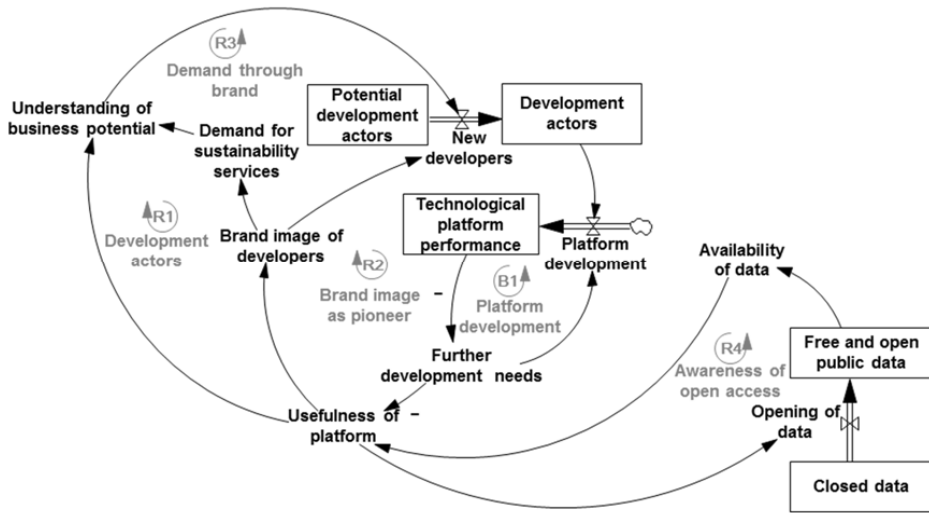 R3
Demand through
brand
Understanding of
business potential
Demand for
sustainability
services
Potential
development
actors
New
developers
Development
actors
R1
Development
actors
Brand image of
developers
R2
Brand image
as pioneer
Technological
platform
performance
Platform
development
B1
Platform
development
–
Further
development needs
Usefulness of –
platform
Availability
of data
R4
Awareness of
open access
Free and open
public data
Opening of
data
Closed data